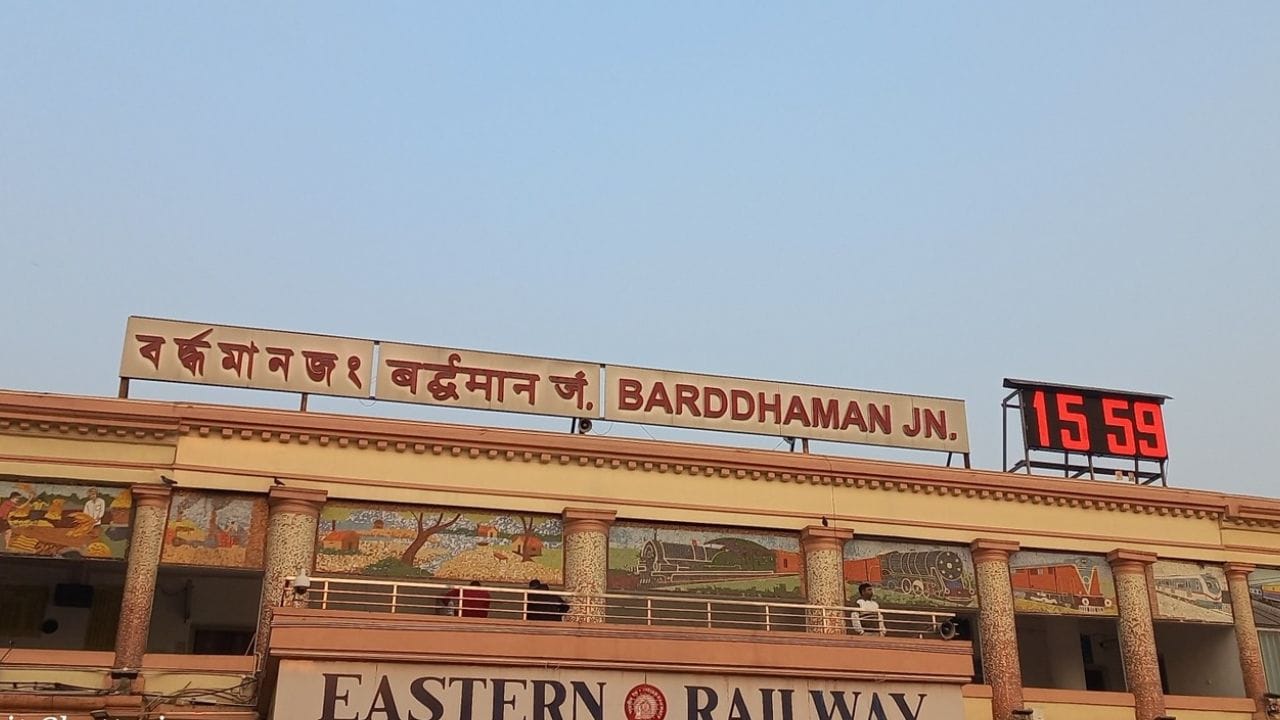 বর্দ্ধমান জং
बर्द्धमान जं.
BARDDHAMAN JN.
15 59
EASTERN RAILWAY